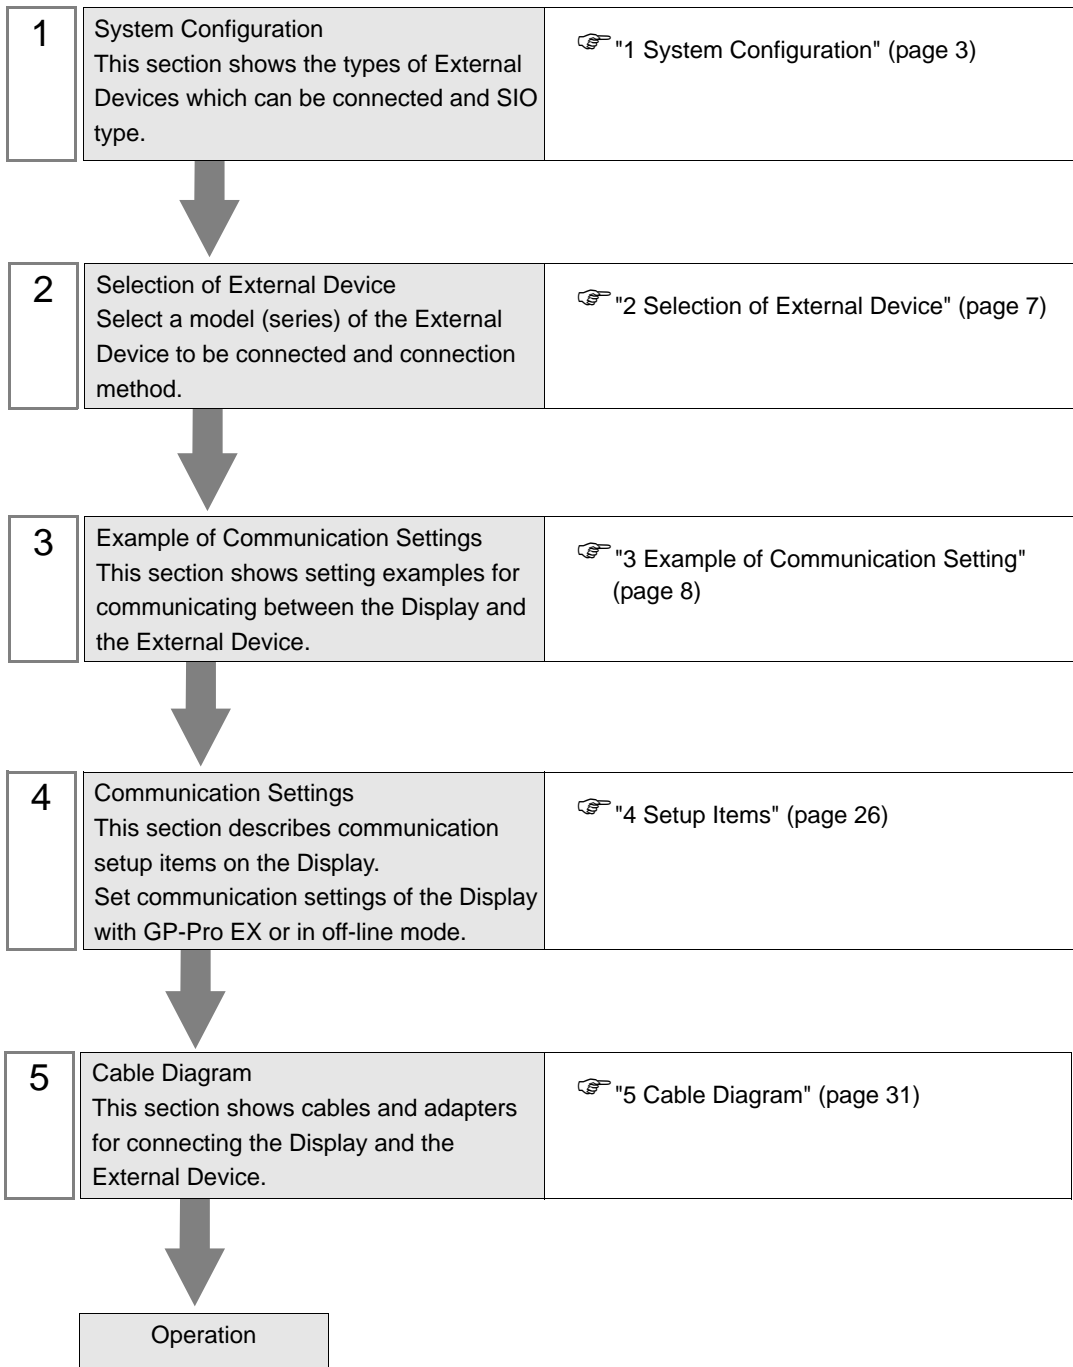 1
System Configuration
This section shows the types of External
Devices which can be connected and SIO
type.
"1 System Configuration" (page 3)
2
Selection of External Device
Select a model (series) of the External
Device to be connected and connection
method.
"2 Selection of External Device" (page 7)
3
Example of Communication Settings
This section shows setting examples for
communicating between the Display and
the External Device.
"3 Example of Communication Setting"
(page 8)
4
Communication Settings
This section describes communication
setup items on the Display.
Set communication settings of the Display
with GP-Pro EX or in off-line mode.
"4 Setup Items" (page 26)
5
Cable Diagram
This section shows cables and adapters
for connecting the Display and the
External Device.
"5 Cable Diagram" (page 31)
Operation